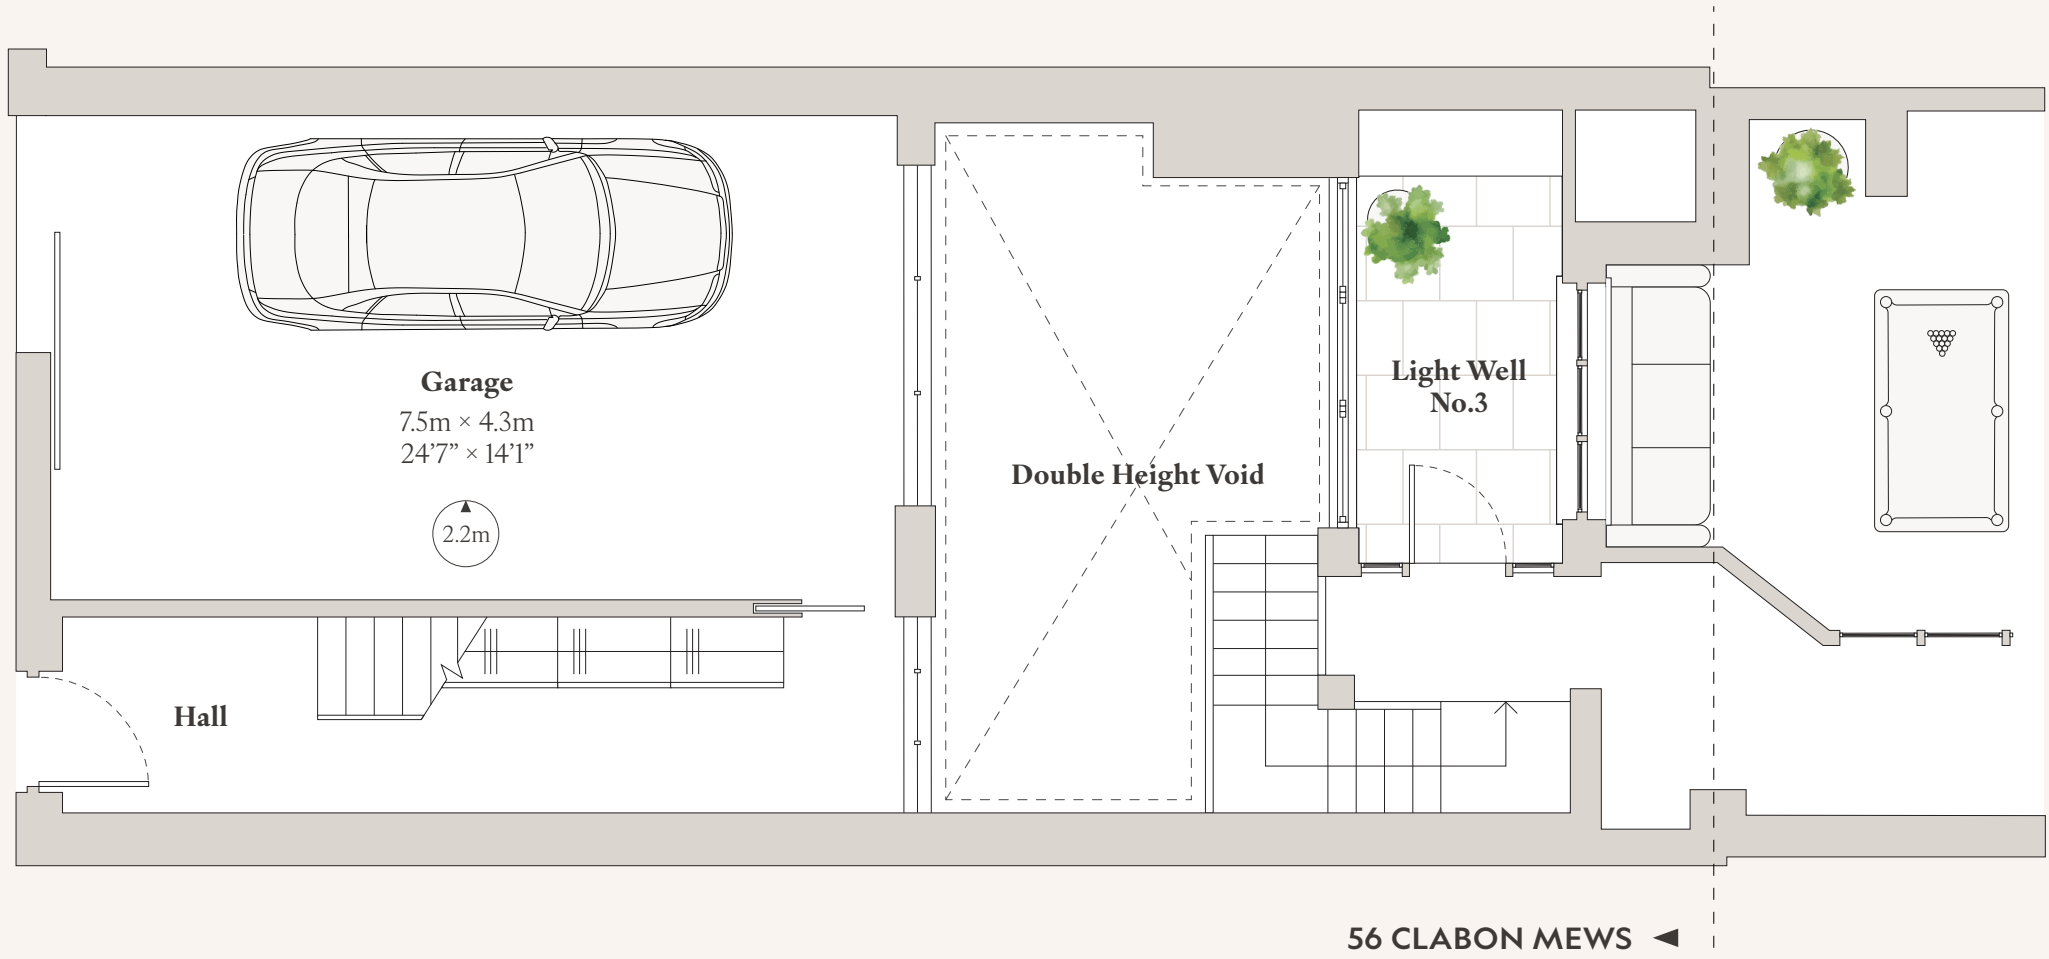 Garage
7.5m × 4.3m
24’7” × 14’1”
2.2m
Hall
Double Height Void
Light Well
No.3
56 CLABON MEWS